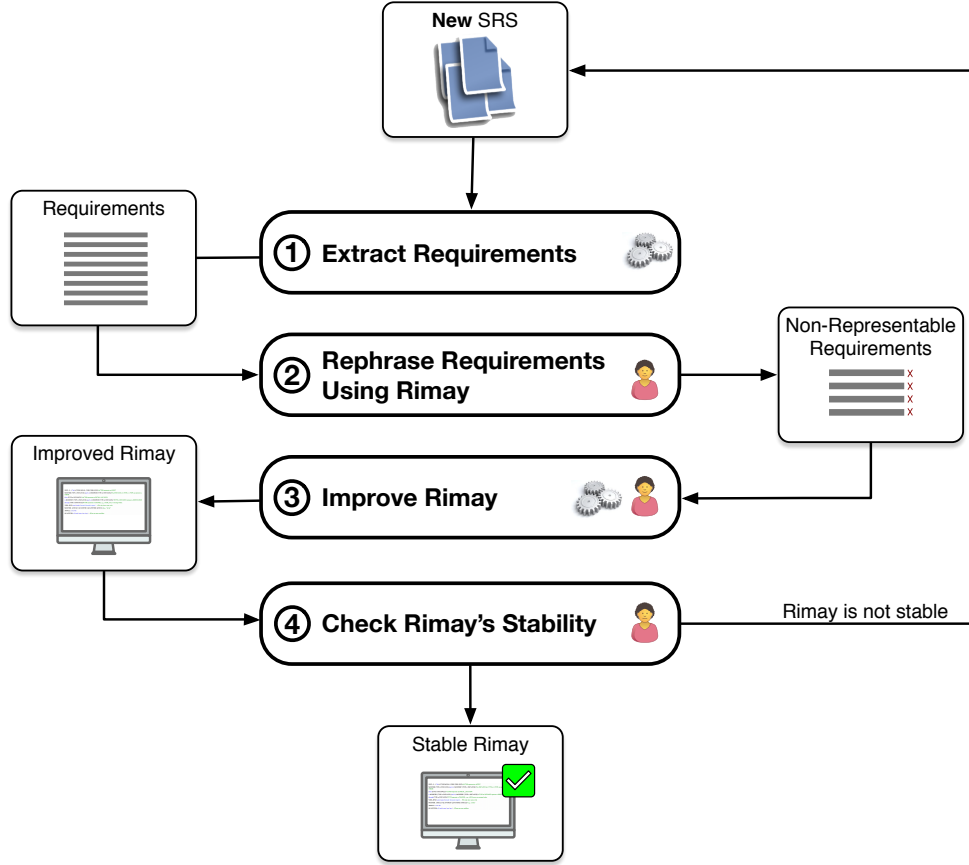 New SRS
Requirements
1 Extract Requirements
2 Rephrase Requirements
Using Rimay
Non-Representable
Requirements
x
x
x
x
Improved Rimay
3 Improve Rimay
4 Check Rimay's Stability
Rimay is not stable
Stable Rimay